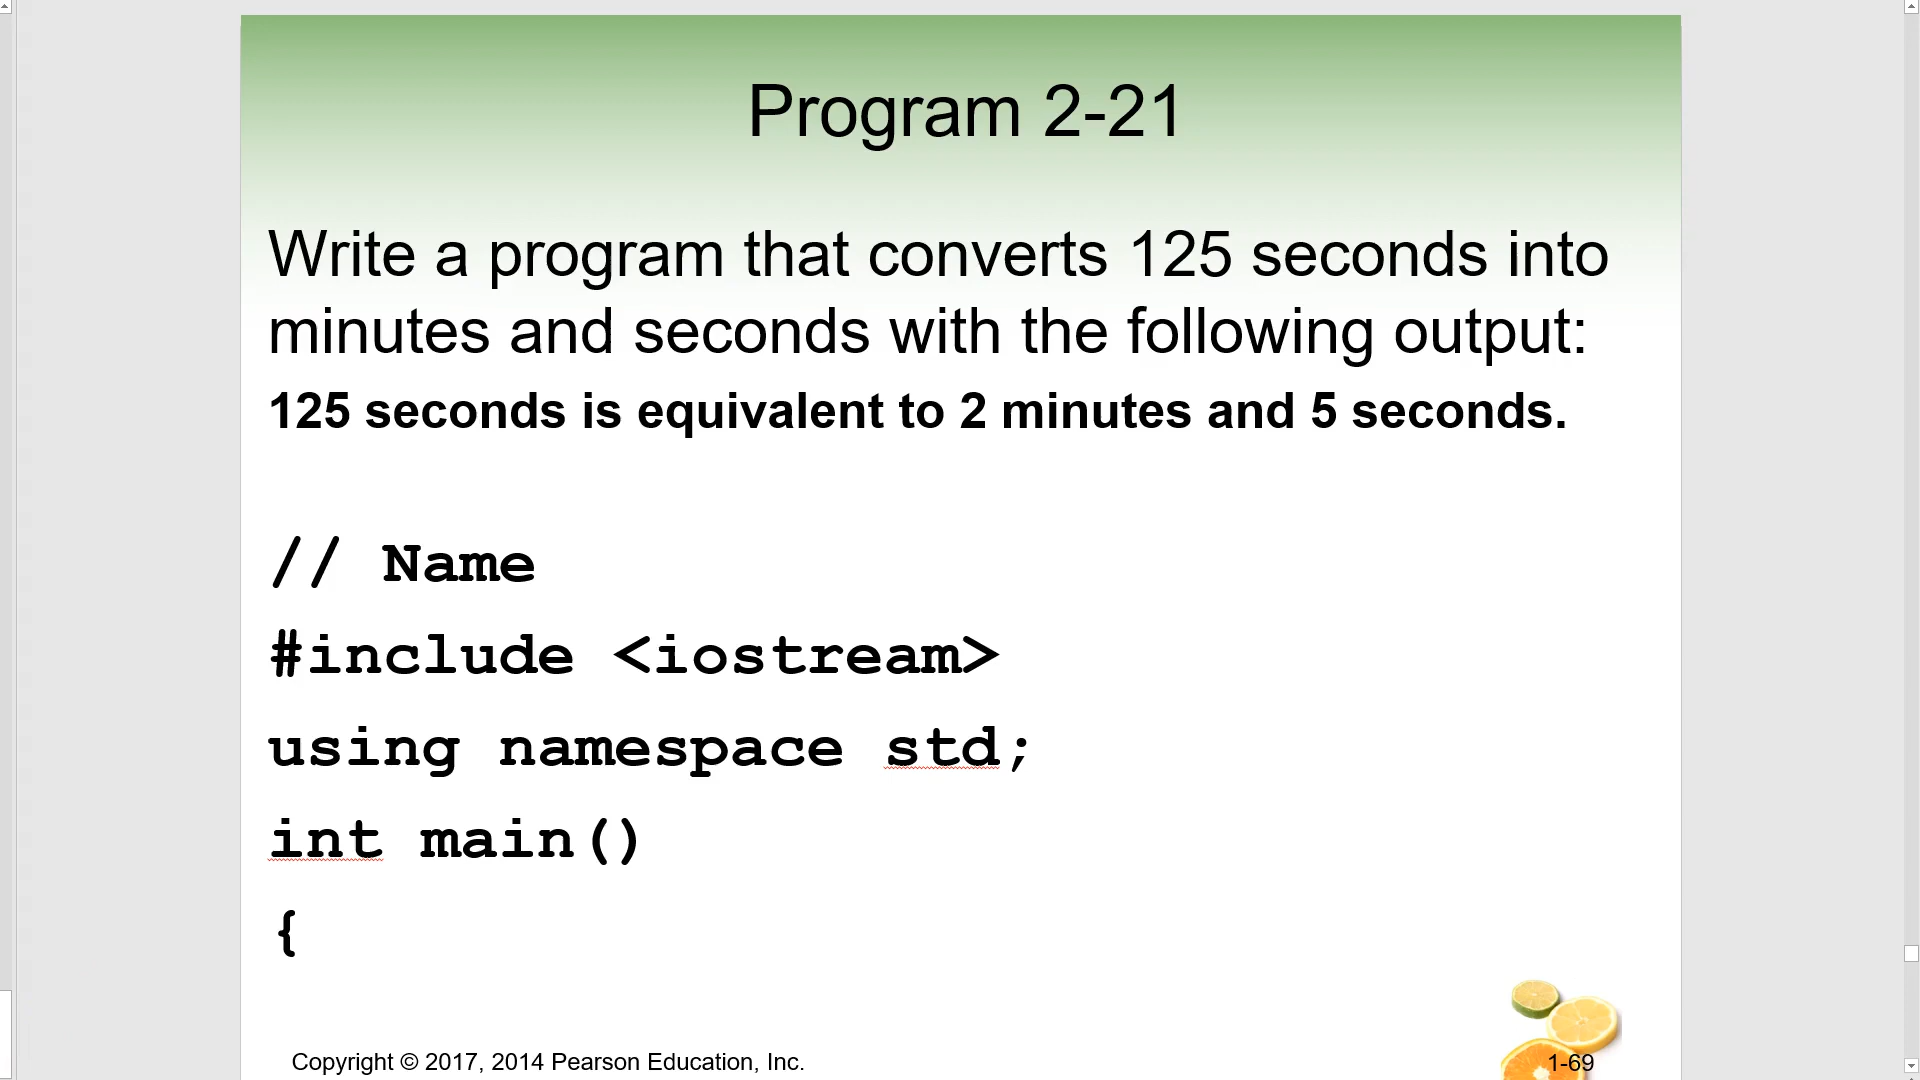 Program 2-21
Write a program that converts 125 seconds into
minutes and seconds with the following output:
125 seconds is equivalent to 2 minutes and 5 seconds.
// Name
#include <iostream>
using namespace std;
int main()
{
Copyright © 2017, 2014 Pearson Education, Inc.
1-69